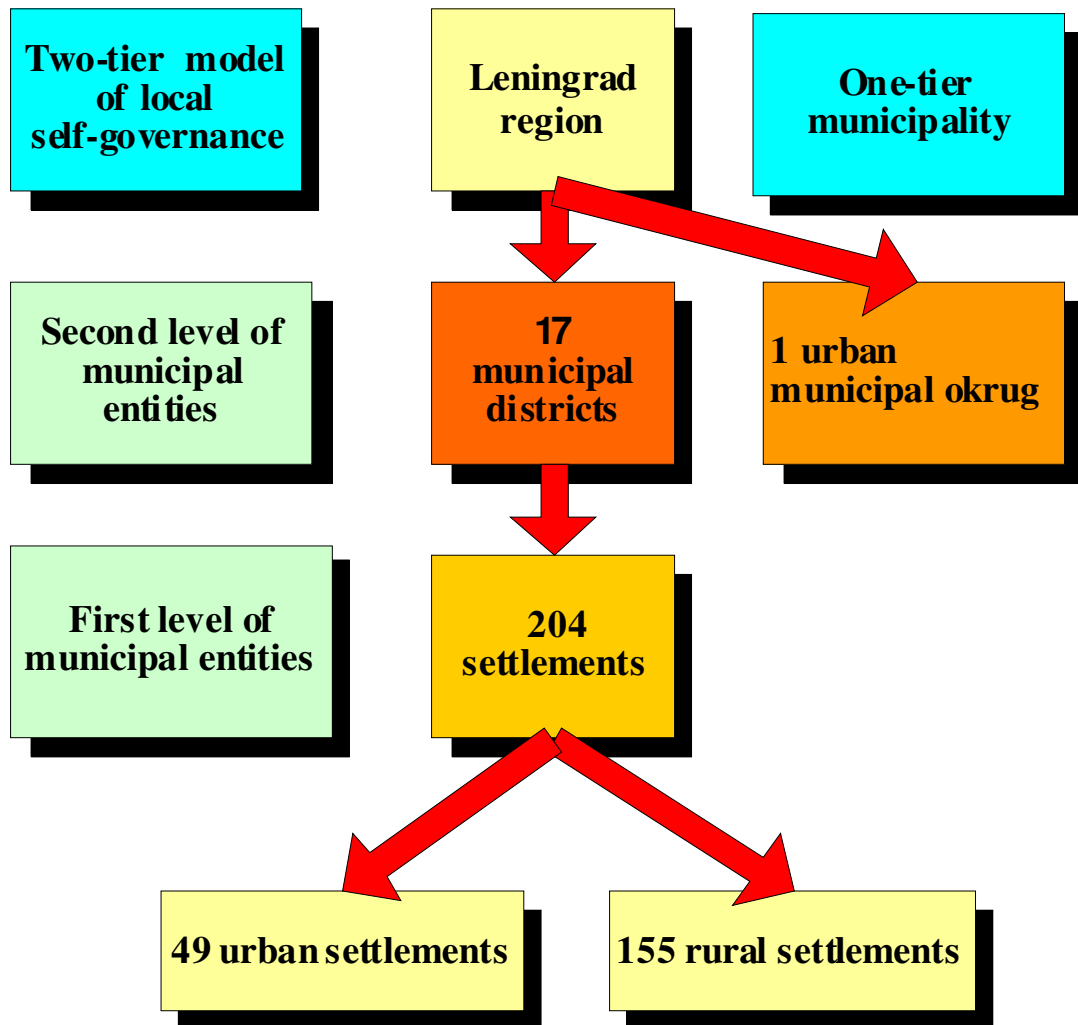 Two-tier model
of local
self-governance
Leningrad
region
One-tier
municipality
Second level of
municipal
entities
17
municipal
districts
1 urban
municipal okrug
First level of
municipal entities
204
settlements
49 urban settlements
155 rural settlements